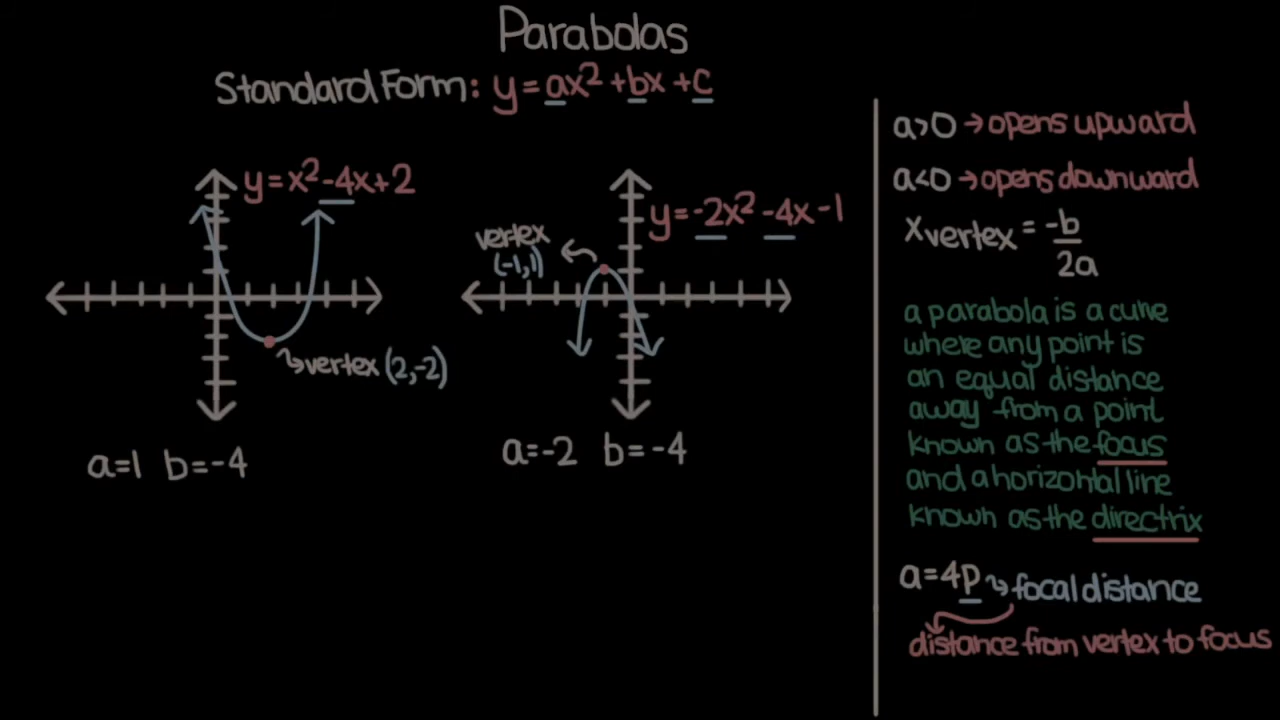 Parabolas
Standard Form: y = ax² + bx + c
y = x² - 4x + 2
vertex (2,-2)
a=1 b=-4
y = -2x² - 4x - 1
vertex
(-1,1)
a=-2 b=-4
a>0 → opens upward
a<0 → opens downward
x vertex = -b
2a
a parabola is a curve
where any point is
an equal distance
away from a point
known as the focus
and a horizontal line
known as the directrix
a=4p focal distance
distance from vertex to focus